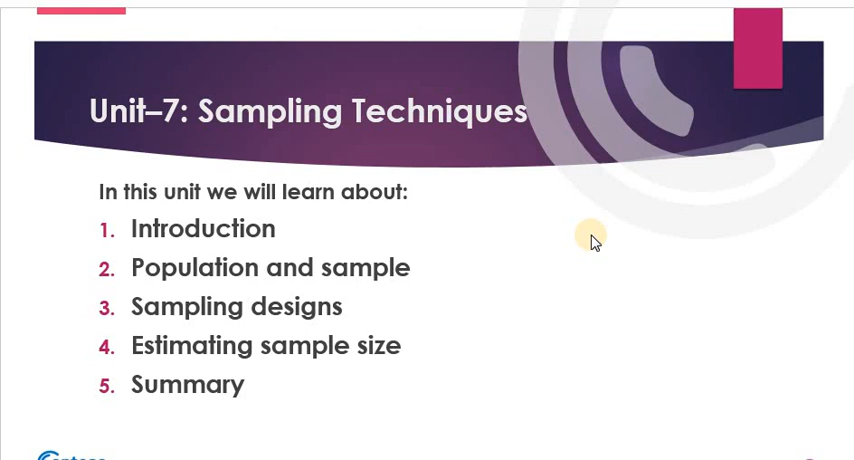 Unit–7: Sampling Techniques
In this unit we will learn about:
1. Introduction
2. Population and sample
3. Sampling designs
4. Estimating sample size
5. Summary